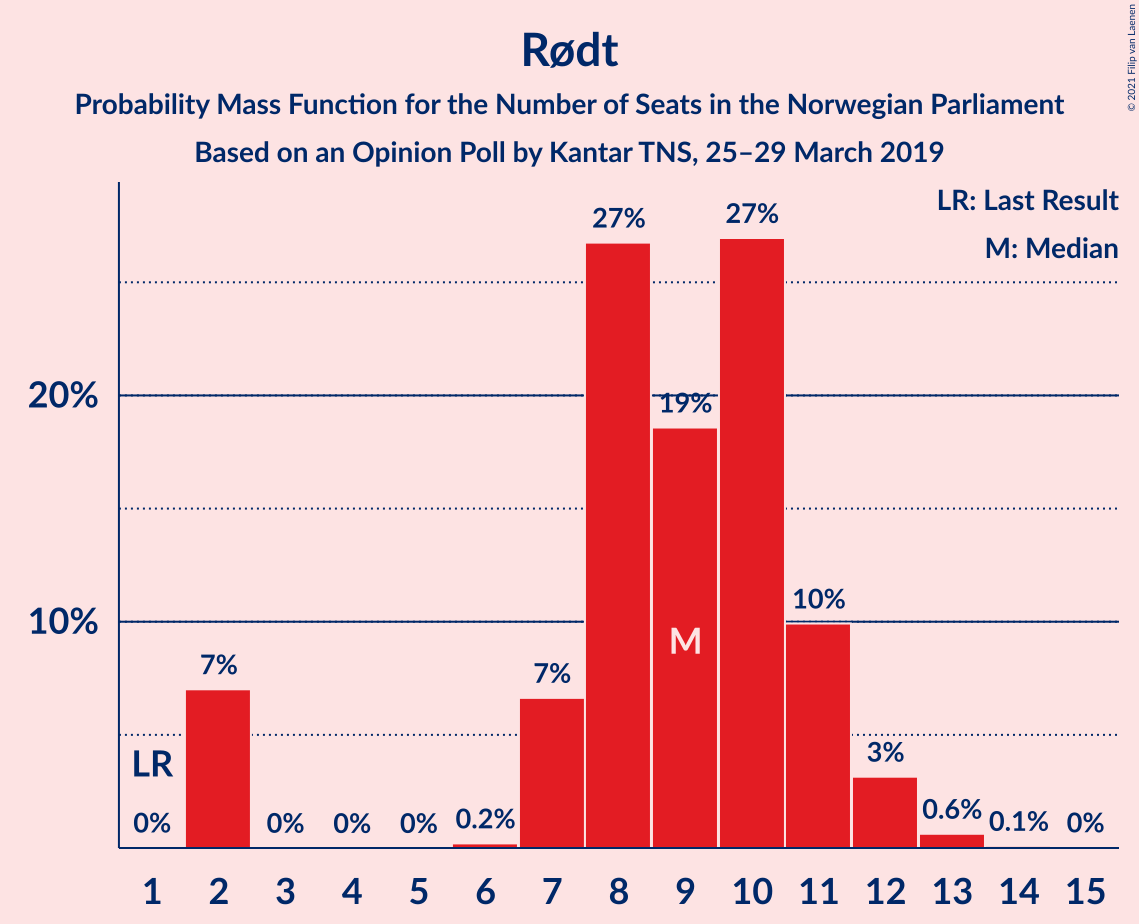 Rødt
Probability Mass Function for the Number of Seats in the Norwegian Parliament
Based on an Opinion Poll by Kantar TNS, 25–29 March 2019
© 2021 Filip van Laenen
LR: Last Result
M: Median
27%
27%
20%
19%
10%
10%
M
7%
7%
LR
3%
0%
0%
0%
0%
0.2%
0.6%
0.1%
0%
1 2 3 4 5 6 7 8 9 10 11 12 13 14 15